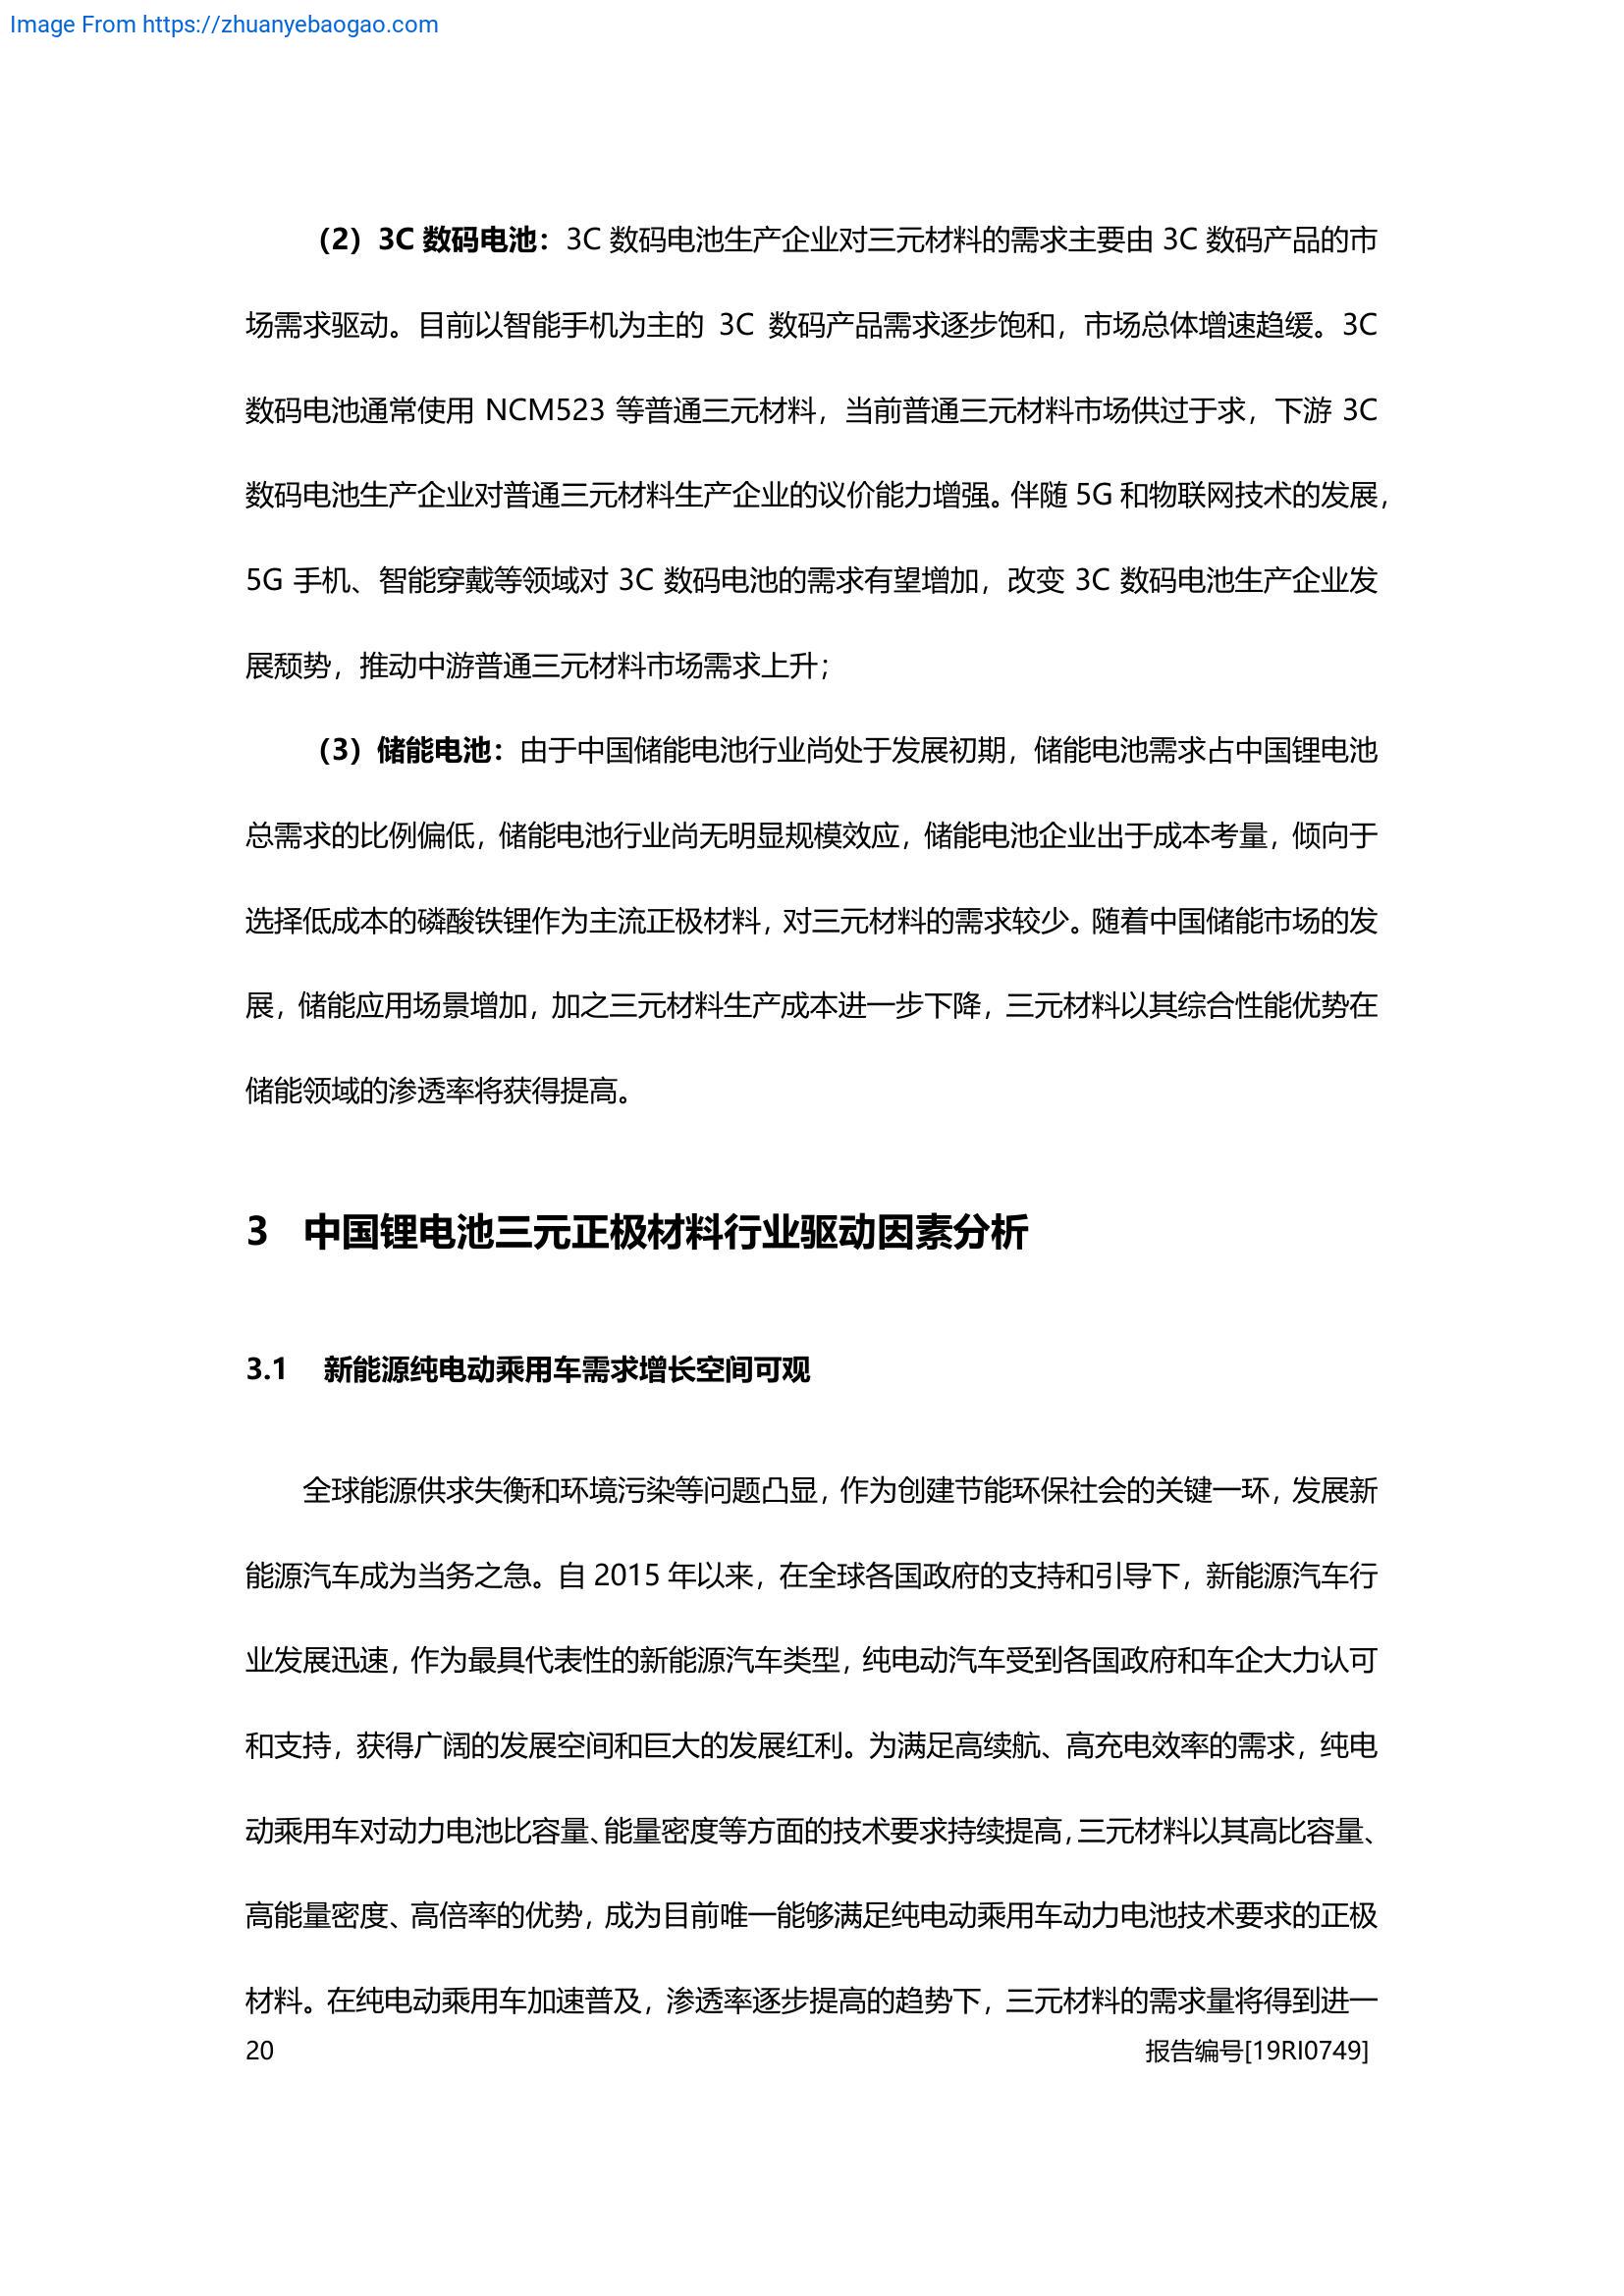 Image From https://zhuanyebaogao.com
（2）3C 数码电池：3C 数码电池生产企业对三元材料的需求主要由 3C 数码产品的市
场需求驱动。目前以智能手机为主的 3C 数码产品需求逐步饱和，市场总体增速趋缓。3C
数码电池通常使用 NCM523 等普通三元材料，当前普通三元材料市场供过于求，下游 3C
数码电池生产企业对普通三元材料生产企业的议价能力增强。伴随 5G 和物联网技术的发展，
5G 手机、智能穿戴等领域对 3C 数码电池的需求有望增加，改变 3C 数码电池生产企业发
展颓势，推动中游普通三元材料市场需求上升；
（3）储能电池：由于中国储能电池行业尚处于发展初期，储能电池需求占中国锂电池
总需求的比例偏低，储能电池行业尚无明显规模效应，储能电池企业出于成本考量，倾向于
选择低成本的磷酸铁锂作为主流正极材料，对三元材料的需求较少。随着中国储能市场的发
展，储能应用场景增加，加之三元材料生产成本进一步下降，三元材料以其综合性能优势在
储能领域的渗透率将获得提高。
3 中国锂电池三元正极材料行业驱动因素分析
3.1 新能源纯电动乘用车需求增长空间可观
全球能源供求失衡和环境污染等问题凸显，作为创建节能环保社会的关键一环，发展新
能源汽车成为当务之急。自 2015 年以来，在全球各国政府的支持和引导下，新能源汽车行
业发展迅速，作为最具代表性的新能源汽车类型，纯电动汽车受到各国政府和车企大力认可
和支持，获得广阔的发展空间和巨大的发展红利。为满足高续航、高充电效率的需求，纯电
动乘用车对动力电池比容量、能量密度等方面的技术要求持续提高，三元材料以其高比容量、
高能量密度、高倍率的优势，成为目前唯一能够满足纯电动乘用车动力电池技术要求的正极
材料。在纯电动乘用车加速普及，渗透率逐步提高的趋势下，三元材料的需求量将得到进一
20 报告编号[19RI0749]